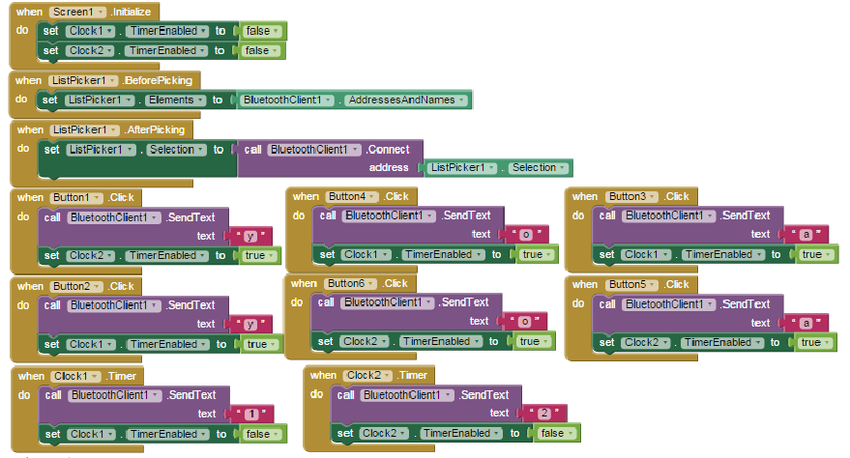 when Screen1 .Initialize
do set Clock1 . TimerEnabled to false
set Clock2 . TimerEnabled to false
when ListPicker1 .BeforePicking
do set ListPicker1 . Elements to BluetoothClient1 . AddressesAndNames
when ListPicker1 .AfterPicking
do set ListPicker1 . Selection to call BluetoothClient1 .Connect
address ListPicker1 . Selection
when Button1 .Click
do call BluetoothClient1 .SendText
text " y "
set Clock2 . TimerEnabled to true
when Button4 .Click
do call BluetoothClient1 .SendText
text " o "
set Clock1 . TimerEnabled to true
when Button3 .Click
do call BluetoothClient1 .SendText
text " a "
set Clock1 . TimerEnabled to true
when Button2 .Click
do call BluetoothClient1 .SendText
text " y "
set Clock1 . TimerEnabled to true
when Button6 .Click
do call BluetoothClient1 .SendText
text " o "
set Clock2 . TimerEnabled to true
when Button5 .Click
do call BluetoothClient1 .SendText
text " a "
set Clock2 . TimerEnabled to true
when Clock1 .Timer
do call BluetoothClient1 .SendText
text " 1 "
set Clock1 . TimerEnabled to false
when Clock2 .Timer
do call BluetoothClient1 .SendText
text " 2 "
set Clock2 . TimerEnabled to false